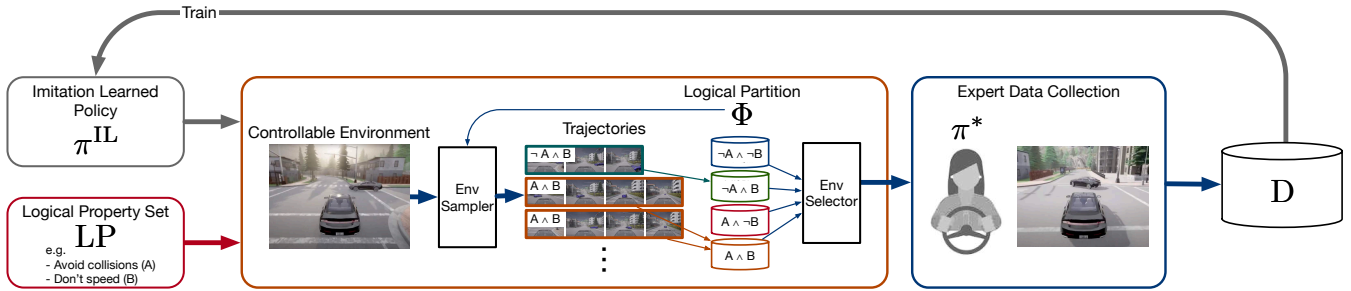 Train
Imitation Learned
Policy
π^IL
Logical Property Set
LP
e.g.
- Avoid collisions (A)
- Don't speed (B)
Controllable Environment
Env
Sampler
Trajectories
¬ A ∧ B
A ∧ B
A ∧ B
⋮
Logical Partition
Φ
¬A ∧ ¬B
¬A ∧ B
A ∧ ¬B
A ∧ B
Env
Selector
Expert Data Collection
π*
D